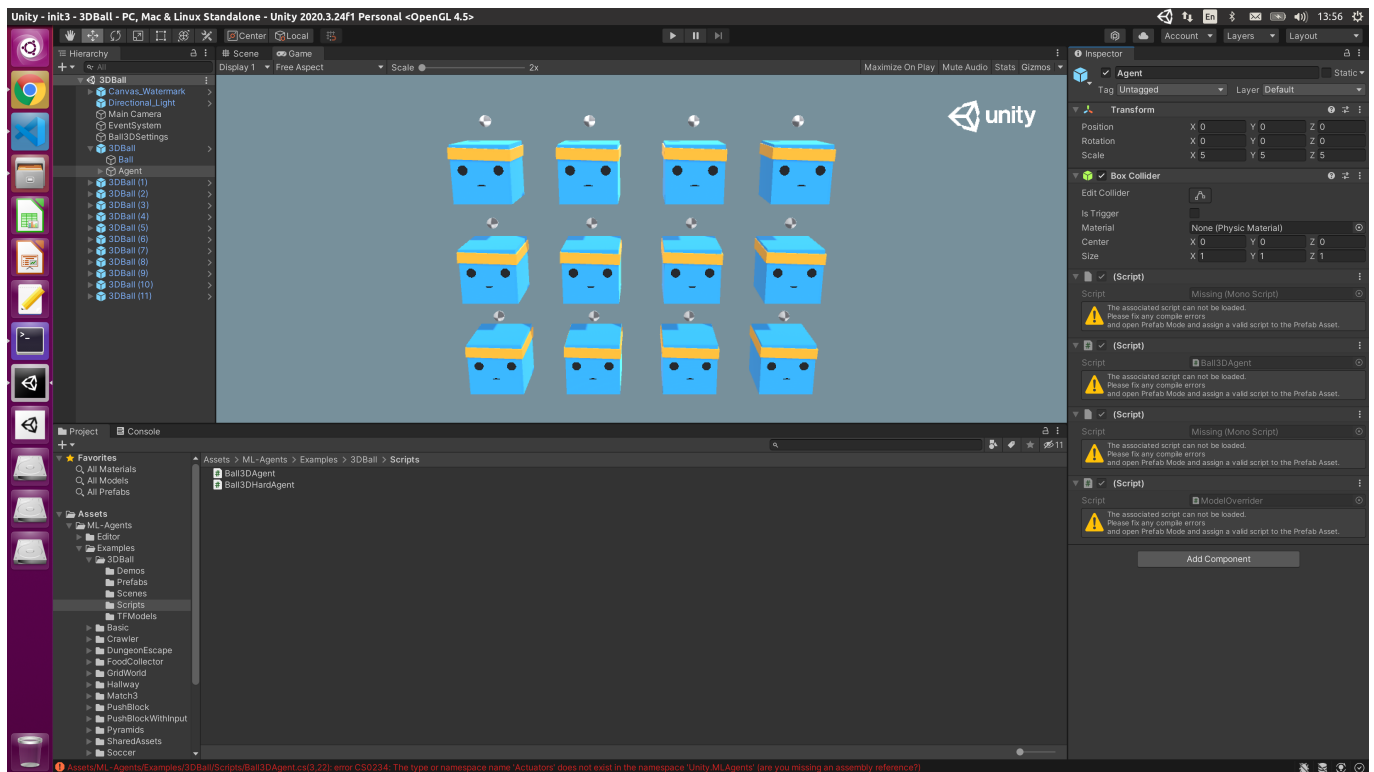 Unity - init3 - 3DBall - PC, Mac & Linux Standalone - Unity 2020.3.24f1 Personal <OpenGL 4.5>
En
13:56
Center
Local
Account
Layers
Layout
Hierarchy
All
3DBall
Canvas_Watermark
Directional_Light
Main Camera
EventSystem
Ball3DSettings
3DBall
Ball
Agent
3DBall (1)
3DBall (2)
3DBall (3)
3DBall (4)
3DBall (5)
3DBall (6)
3DBall (7)
3DBall (8)
3DBall (9)
3DBall (10)
3DBall (11)
Scene
Game
Display 1
Free Aspect
Scale
2x
Maximize On Play
Mute Audio
Stats
Gizmos
unity
Inspector
Agent
Static
Tag Untagged
Layer Default
Transform
Position X 0 Y 0 Z 0
Rotation X 0 Y 0 Z 0
Scale X 5 Y 5 Z 5
Box Collider
Edit Collider
Is Trigger
Material None (Physic Material)
Center X 0 Y 0 Z 0
Size X 1 Y 1 Z 1
(Script)
Script Missing (Mono Script)
The associated script can not be loaded.
Please fix any compile errors
and open Prefab Mode and assign a valid script to the Prefab Asset.
(Script)
Script Ball3DAgent
The associated script can not be loaded.
Please fix any compile errors
and open Prefab Mode and assign a valid script to the Prefab Asset.
(Script)
Script Missing (Mono Script)
The associated script can not be loaded.
Please fix any compile errors
and open Prefab Mode and assign a valid script to the Prefab Asset.
(Script)
Script ModelOverrider
The associated script can not be loaded.
Please fix any compile errors
and open Prefab Mode and assign a valid script to the Prefab Asset.
Add Component
Project
Console
11
Favorites
All Materials
All Models
All Prefabs
Assets
ML-Agents
Editor
Examples
3DBall
Demos
Prefabs
Scenes
Scripts
TFModels
Basic
Crawler
DungeonEscape
FoodCollector
GridWorld
Hallway
Match3
PushBlock
PushBlockWithInput
Pyramids
SharedAssets
Soccer
Assets > ML-Agents > Examples > 3DBall > Scripts
Ball3DAgent
Ball3DHardAgent
Assets/ML-Agents/Examples/3DBall/Scripts/Ball3DAgent.cs(3,22): error CS0234: The type or namespace name 'Actuators' does not exist in the namespace 'Unity.MLAgents' (are you missing an assembly reference?)